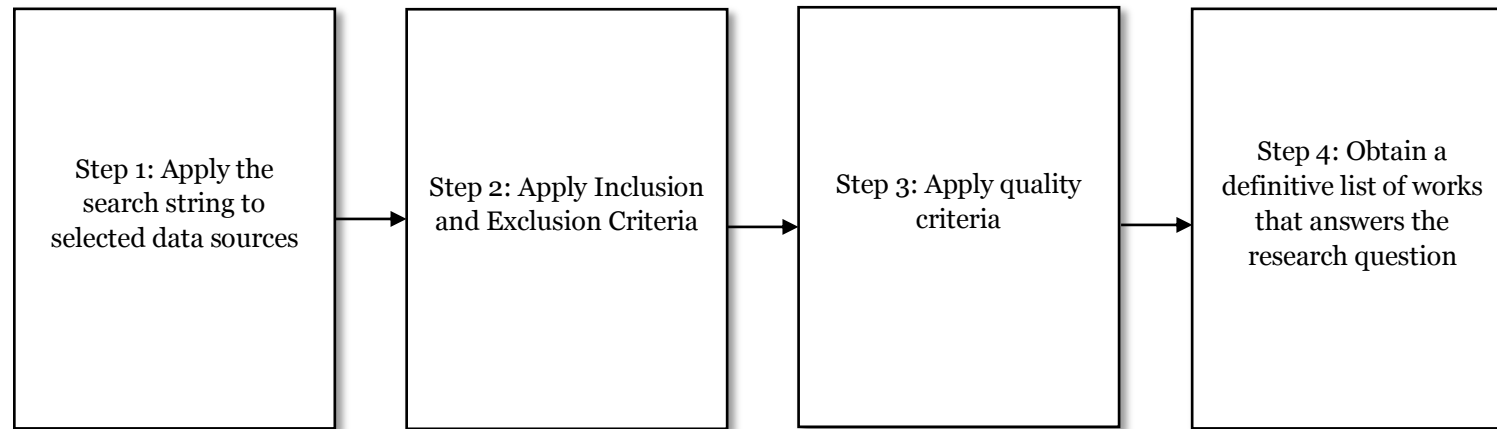 Step 1: Apply the
search string to
selected data sources
Step 2: Apply Inclusion
and Exclusion Criteria
Step 3: Apply quality
criteria
Step 4: Obtain a
definitive list of works
that answers the
research question